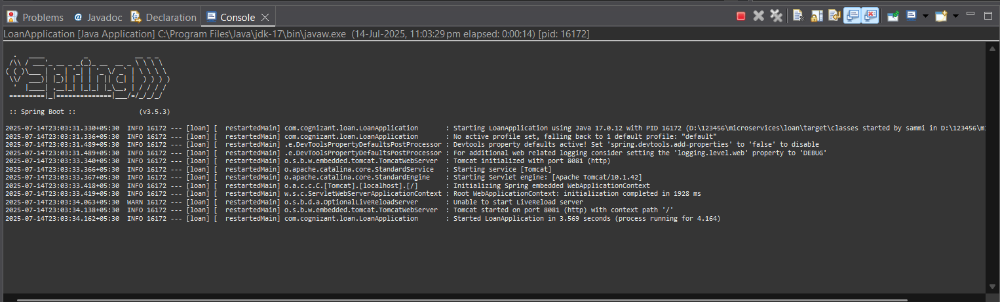 Problems @ Javadoc Declaration Console
LoanApplication [Java Application] C:\Program Files\Java\jdk-17\bin\javaw.exe (14-Jul-2025, 11:03:29 pm elapsed: 0:00:14) [pid: 16172]
  .   ____          _            __ _ _
 /\\ / ___'_ __ _ _(_)_ __  __ _ \ \ \ \
( ( )\___ | '_ | '_| | '_ \/ _` | \ \ \ \
 \\/  ___)| |_)| | | | | || (_| |  ) ) ) )
  '  |____| .__|_| |_|_| |_\__, | / / / /
 =========|_|==============|___/=/_/_/_/
 :: Spring Boot ::                (v3.5.3)
2025-07-14T23:03:31.330+05:30  INFO 16172 --- [loan] [  restartedMain] com.cognizant.loan.LoanApplication       : Starting LoanApplication using Java 17.0.12 with PID 16172 (D:\123456\microservices\loan\target\classes started by sammi in D:\123456\m
2025-07-14T23:03:31.336+05:30  INFO 16172 --- [loan] [  restartedMain] com.cognizant.loan.LoanApplication       : No active profile set, falling back to 1 default profile: "default"
2025-07-14T23:03:31.489+05:30  INFO 16172 --- [loan] [  restartedMain] .e.DevToolsPropertyDefaultsPostProcessor : Devtools property defaults active! Set 'spring.devtools.add-properties' to 'false' to disable
2025-07-14T23:03:31.489+05:30  INFO 16172 --- [loan] [  restartedMain] .e.DevToolsPropertyDefaultsPostProcessor : For additional web related logging consider setting the 'logging.level.web' property to 'DEBUG'
2025-07-14T23:03:33.340+05:30  INFO 16172 --- [loan] [  restartedMain] o.s.b.w.embedded.tomcat.TomcatWebServer  : Tomcat initialized with port 8081 (http)
2025-07-14T23:03:33.366+05:30  INFO 16172 --- [loan] [  restartedMain] o.apache.catalina.core.StandardService   : Starting service [Tomcat]
2025-07-14T23:03:33.367+05:30  INFO 16172 --- [loan] [  restartedMain] o.apache.catalina.core.StandardEngine    : Starting Servlet engine: [Apache Tomcat/10.1.42]
2025-07-14T23:03:33.418+05:30  INFO 16172 --- [loan] [  restartedMain] o.a.c.c.C.[Tomcat].[localhost].[/]       : Initializing Spring embedded WebApplicationContext
2025-07-14T23:03:33.419+05:30  INFO 16172 --- [loan] [  restartedMain] w.s.c.ServletWebServerApplicationContext : Root WebApplicationContext: initialization completed in 1928 ms
2025-07-14T23:03:34.063+05:30  WARN 16172 --- [loan] [  restartedMain] o.s.b.d.a.OptionalLiveReloadServer       : Unable to start LiveReload server
2025-07-14T23:03:34.138+05:30  INFO 16172 --- [loan] [  restartedMain] o.s.b.w.embedded.tomcat.TomcatWebServer  : Tomcat started on port 8081 (http) with context path '/'
2025-07-14T23:03:34.162+05:30  INFO 16172 --- [loan] [  restartedMain] com.cognizant.loan.LoanApplication       : Started LoanApplication in 3.569 seconds (process running for 4.164)